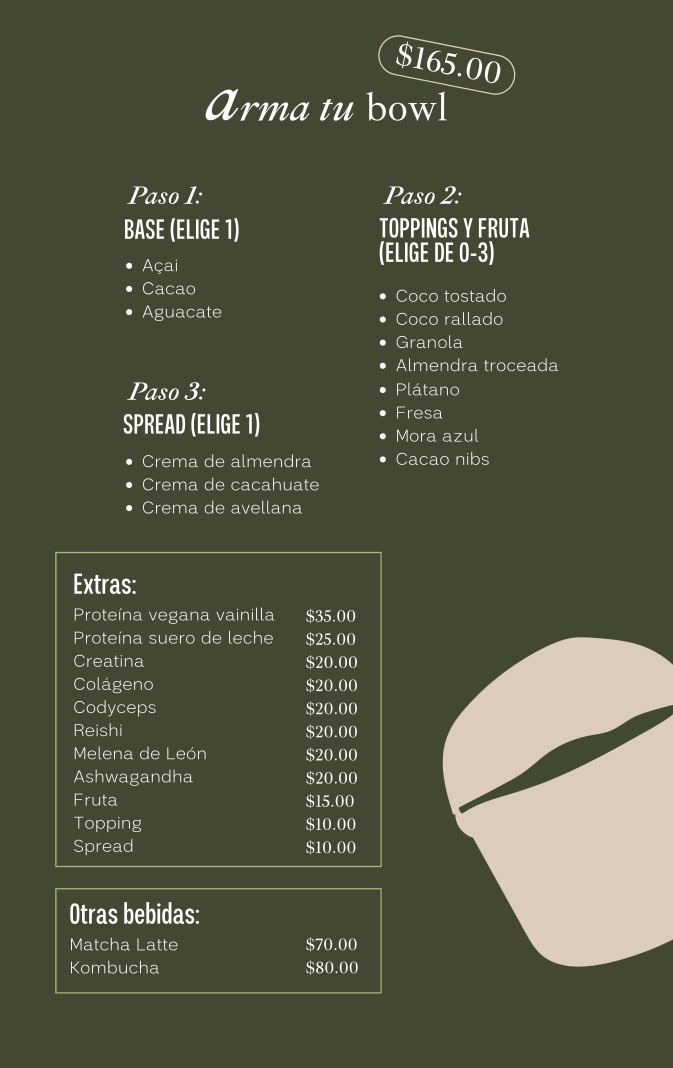 $165.00
arma tu bowl
Paso 1:
BASE (ELIGE 1)
• Açai
• Cacao
• Aguacate
Paso 2:
TOPPINGS Y FRUTA
(ELIGE DE 0-3)
• Coco tostado
• Coco rallado
• Granola
• Almendra troceada
• Plátano
• Fresa
• Mora azul
• Cacao nibs
Paso 3:
SPREAD (ELIGE 1)
• Crema de almendra
• Crema de cacahuate
• Crema de avellana
Extras:
Proteína vegana vainilla $35.00
Proteína suero de leche $25.00
Creatina $20.00
Colágeno $20.00
Codyceps $20.00
Reishi $20.00
Melena de León $20.00
Ashwagandha $20.00
Fruta $15.00
Topping $10.00
Spread $10.00
Otras bebidas:
Matcha Latte $70.00
Kombucha $80.00